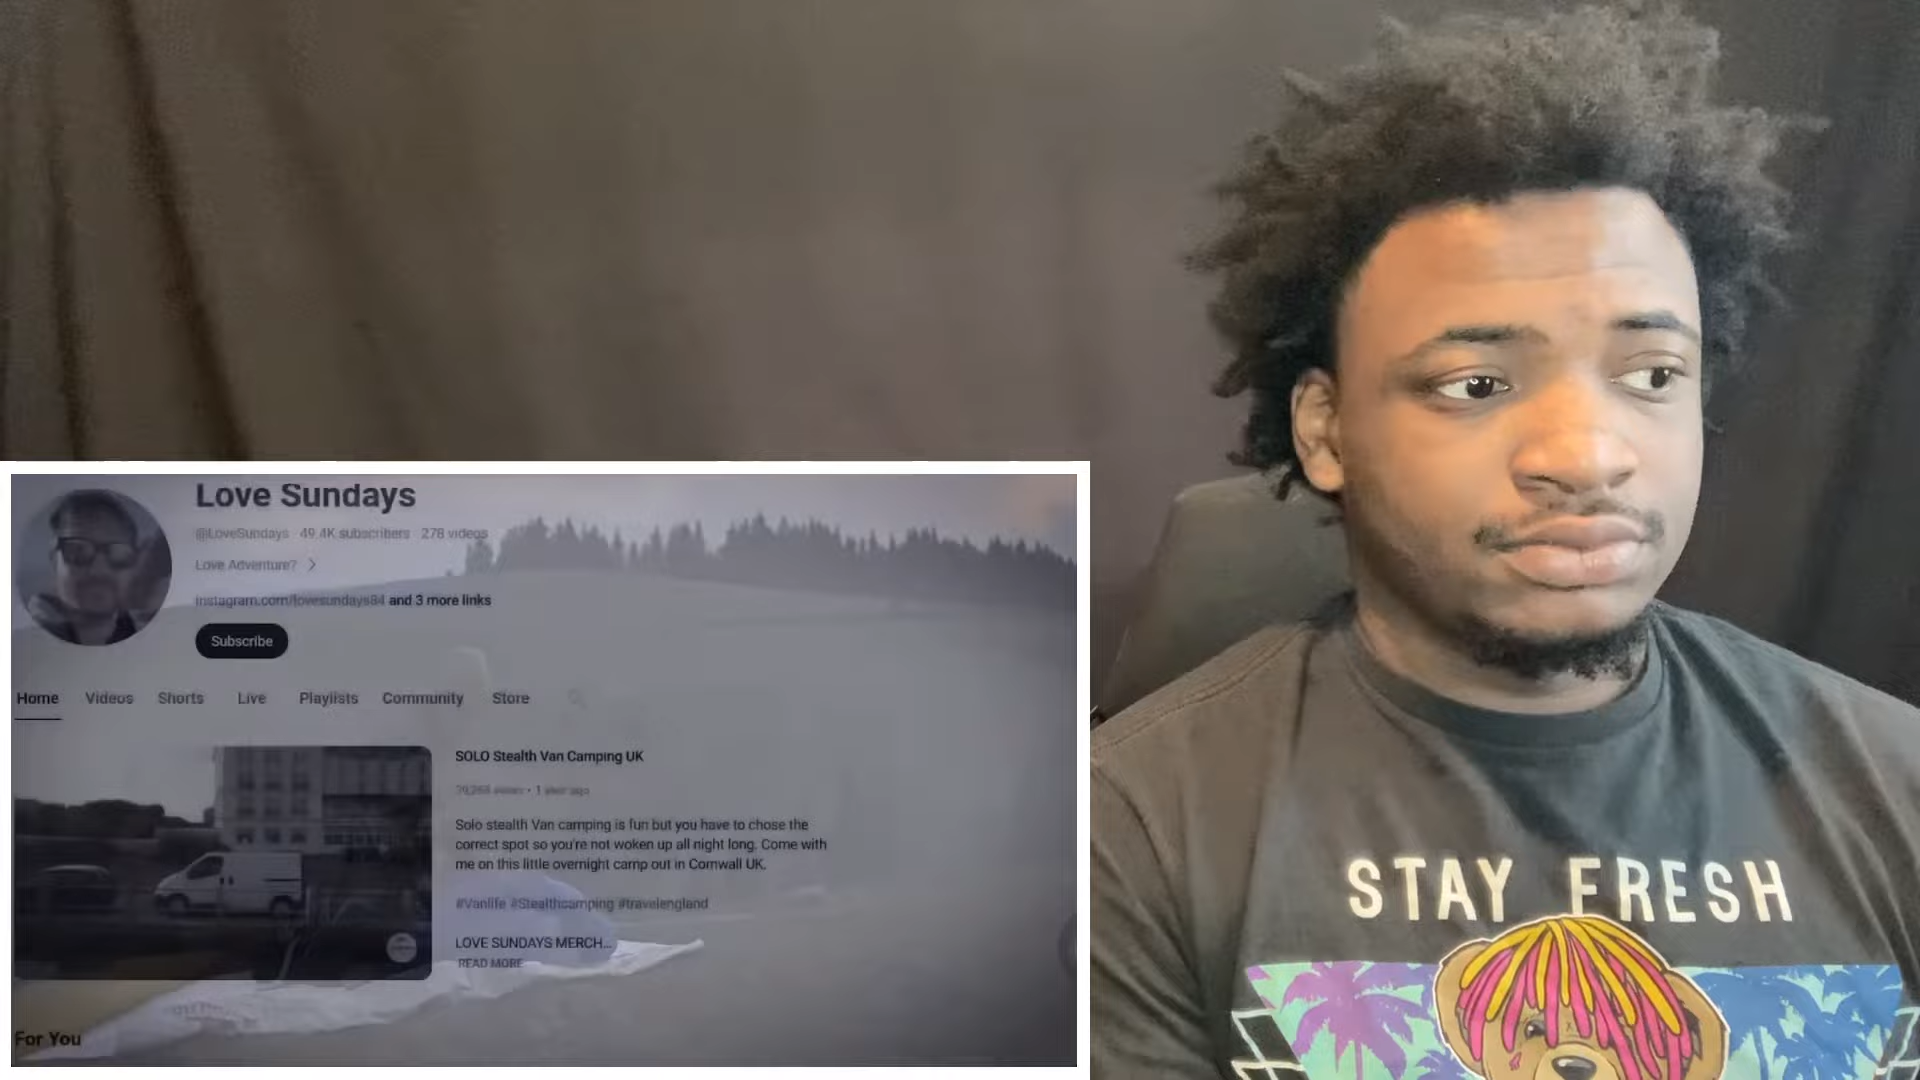 Love Sundays
@LoveSundays · 49.4K subscribers · 278 videos
Love Adventure? >
instagram.com/lovesundays84 and 3 more links
Subscribe
Home Videos Shorts Live Playlists Community Store
SOLO Stealth Van Camping UK
views • 1 year ago
Solo stealth Van camping is fun but you have to chose the
correct spot so you're not woken up all night long. Come with
me on this little overnight camp out in Cornwall UK.
#Vanlife #Stealthcamping #travelengland
LOVE SUNDAYS MERCH...
READ MORE
For You
STAY FRESH